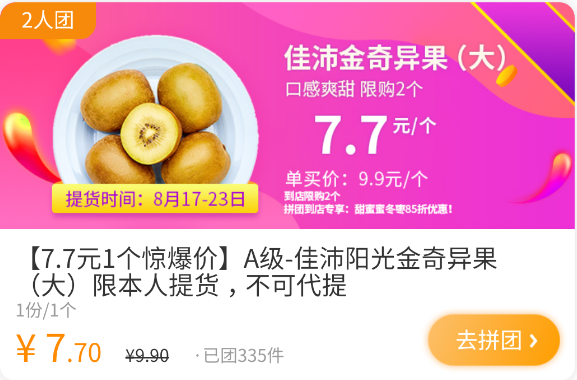 2人团
佳沛金奇异果（大）
口感爽甜 限购2个
7.7元/个
单买价：9.9元/个
到店限购2个
拼团到店专享：甜蜜蜜冬枣85折优惠！
提货时间：8月17-23日
【7.7元1个惊爆价】A级-佳沛阳光金奇异果
（大）限本人提货，不可代提
1份/1个
¥ 7.70 ¥9.90 ·已团335件
去拼团 >